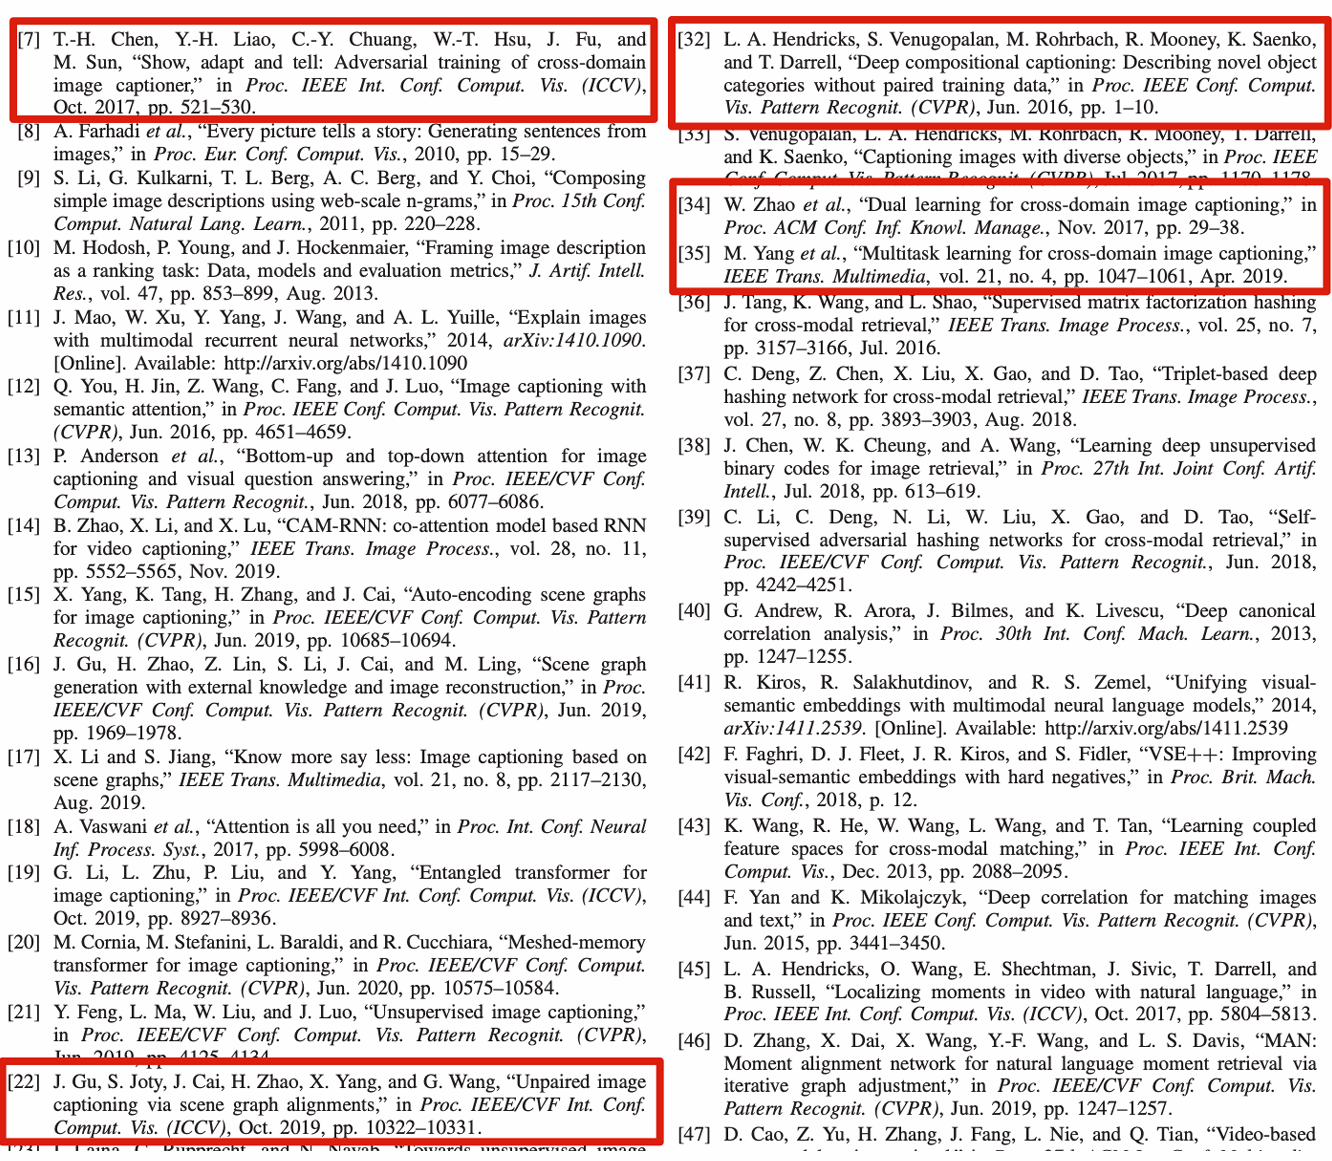 [7] T.-H. Chen, Y.-H. Liao, C.-Y. Chuang, W.-T. Hsu, J. Fu, and
M. Sun, “Show, adapt and tell: Adversarial training of cross-domain
image captioner,” in Proc. IEEE Int. Conf. Comput. Vis. (ICCV),
Oct. 2017, pp. 521–530.
[8] A. Farhadi et al., “Every picture tells a story: Generating sentences from
images,” in Proc. Eur. Conf. Comput. Vis., 2010, pp. 15–29.
[9] S. Li, G. Kulkarni, T. L. Berg, A. C. Berg, and Y. Choi, “Composing
simple image descriptions using web-scale n-grams,” in Proc. 15th Conf.
Comput. Natural Lang. Learn., 2011, pp. 220–228.
[10] M. Hodosh, P. Young, and J. Hockenmaier, “Framing image description
as a ranking task: Data, models and evaluation metrics,” J. Artif. Intell.
Res., vol. 47, pp. 853–899, Aug. 2013.
[11] J. Mao, W. Xu, Y. Yang, J. Wang, and A. L. Yuille, “Explain images
with multimodal recurrent neural networks,” 2014, arXiv:1410.1090.
[Online]. Available: http://arxiv.org/abs/1410.1090
[12] Q. You, H. Jin, Z. Wang, C. Fang, and J. Luo, “Image captioning with
semantic attention,” in Proc. IEEE Conf. Comput. Vis. Pattern Recognit.
(CVPR), Jun. 2016, pp. 4651–4659.
[13] P. Anderson et al., “Bottom-up and top-down attention for image
captioning and visual question answering,” in Proc. IEEE/CVF Conf.
Comput. Vis. Pattern Recognit., Jun. 2018, pp. 6077–6086.
[14] B. Zhao, X. Li, and X. Lu, “CAM-RNN: co-attention model based RNN
for video captioning,” IEEE Trans. Image Process., vol. 28, no. 11,
pp. 5552–5565, Nov. 2019.
[15] X. Yang, K. Tang, H. Zhang, and J. Cai, “Auto-encoding scene graphs
for image captioning,” in Proc. IEEE/CVF Conf. Comput. Vis. Pattern
Recognit. (CVPR), Jun. 2019, pp. 10685–10694.
[16] J. Gu, H. Zhao, Z. Lin, S. Li, J. Cai, and M. Ling, “Scene graph
generation with external knowledge and image reconstruction,” in Proc.
IEEE/CVF Conf. Comput. Vis. Pattern Recognit. (CVPR), Jun. 2019,
pp. 1969–1978.
[17] X. Li and S. Jiang, “Know more say less: Image captioning based on
scene graphs,” IEEE Trans. Multimedia, vol. 21, no. 8, pp. 2117–2130,
Aug. 2019.
[18] A. Vaswani et al., “Attention is all you need,” in Proc. Int. Conf. Neural
Inf. Process. Syst., 2017, pp. 5998–6008.
[19] G. Li, L. Zhu, P. Liu, and Y. Yang, “Entangled transformer for
image captioning,” in Proc. IEEE/CVF Int. Conf. Comput. Vis. (ICCV),
Oct. 2019, pp. 8927–8936.
[20] M. Cornia, M. Stefanini, L. Baraldi, and R. Cucchiara, “Meshed-memory
transformer for image captioning,” in Proc. IEEE/CVF Conf. Comput.
Vis. Pattern Recognit. (CVPR), Jun. 2020, pp. 10575–10584.
[21] Y. Feng, L. Ma, W. Liu, and J. Luo, “Unsupervised image captioning,”
in Proc. IEEE/CVF Conf. Comput. Vis. Pattern Recognit. (CVPR),
Jun. 2019, pp. 4125–4134.
[22] J. Gu, S. Joty, J. Cai, H. Zhao, X. Yang, and G. Wang, “Unpaired image
captioning via scene graph alignments,” in Proc. IEEE/CVF Int. Conf.
Comput. Vis. (ICCV), Oct. 2019, pp. 10322–10331.
[32] L. A. Hendricks, S. Venugopalan, M. Rohrbach, R. Mooney, K. Saenko,
and T. Darrell, “Deep compositional captioning: Describing novel object
categories without paired training data,” in Proc. IEEE Conf. Comput.
Vis. Pattern Recognit. (CVPR), Jun. 2016, pp. 1–10.
[33] S. Venugopalan, L. A. Hendricks, M. Rohrbach, R. Mooney, T. Darrell,
and K. Saenko, “Captioning images with diverse objects,” in Proc. IEEE
Conf. Comput. Vis. Pattern Recognit. (CVPR), Jul. 2017, pp. 1170–1178.
[34] W. Zhao et al., “Dual learning for cross-domain image captioning,” in
Proc. ACM Conf. Inf. Knowl. Manage., Nov. 2017, pp. 29–38.
[35] M. Yang et al., “Multitask learning for cross-domain image captioning,”
IEEE Trans. Multimedia, vol. 21, no. 4, pp. 1047–1061, Apr. 2019.
[36] J. Tang, K. Wang, and L. Shao, “Supervised matrix factorization hashing
for cross-modal retrieval,” IEEE Trans. Image Process., vol. 25, no. 7,
pp. 3157–3166, Jul. 2016.
[37] C. Deng, Z. Chen, X. Liu, X. Gao, and D. Tao, “Triplet-based deep
hashing network for cross-modal retrieval,” IEEE Trans. Image Process.,
vol. 27, no. 8, pp. 3893–3903, Aug. 2018.
[38] J. Chen, W. K. Cheung, and A. Wang, “Learning deep unsupervised
binary codes for image retrieval,” in Proc. 27th Int. Joint Conf. Artif.
Intell., Jul. 2018, pp. 613–619.
[39] C. Li, C. Deng, N. Li, W. Liu, X. Gao, and D. Tao, “Self-
supervised adversarial hashing networks for cross-modal retrieval,” in
Proc. IEEE/CVF Conf. Comput. Vis. Pattern Recognit., Jun. 2018,
pp. 4242–4251.
[40] G. Andrew, R. Arora, J. Bilmes, and K. Livescu, “Deep canonical
correlation analysis,” in Proc. 30th Int. Conf. Mach. Learn., 2013,
pp. 1247–1255.
[41] R. Kiros, R. Salakhutdinov, and R. S. Zemel, “Unifying visual-
semantic embeddings with multimodal neural language models,” 2014,
arXiv:1411.2539. [Online]. Available: http://arxiv.org/abs/1411.2539
[42] F. Faghri, D. J. Fleet, J. R. Kiros, and S. Fidler, “VSE++: Improving
visual-semantic embeddings with hard negatives,” in Proc. Brit. Mach.
Vis. Conf., 2018, p. 12.
[43] K. Wang, R. He, W. Wang, L. Wang, and T. Tan, “Learning coupled
feature spaces for cross-modal matching,” in Proc. IEEE Int. Conf.
Comput. Vis., Dec. 2013, pp. 2088–2095.
[44] F. Yan and K. Mikolajczyk, “Deep correlation for matching images
and text,” in Proc. IEEE Conf. Comput. Vis. Pattern Recognit. (CVPR),
Jun. 2015, pp. 3441–3450.
[45] L. A. Hendricks, O. Wang, E. Shechtman, J. Sivic, T. Darrell, and
B. Russell, “Localizing moments in video with natural language,” in
Proc. IEEE Int. Conf. Comput. Vis. (ICCV), Oct. 2017, pp. 5804–5813.
[46] D. Zhang, X. Dai, X. Wang, Y.-F. Wang, and L. S. Davis, “MAN:
Moment alignment network for natural language moment retrieval via
iterative graph adjustment,” in Proc. IEEE/CVF Conf. Comput. Vis.
Pattern Recognit. (CVPR), Jun. 2019, pp. 1247–1257.
[47] D. Cao, Z. Yu, H. Zhang, J. Fang, L. Nie, and Q. Tian, “Video-based